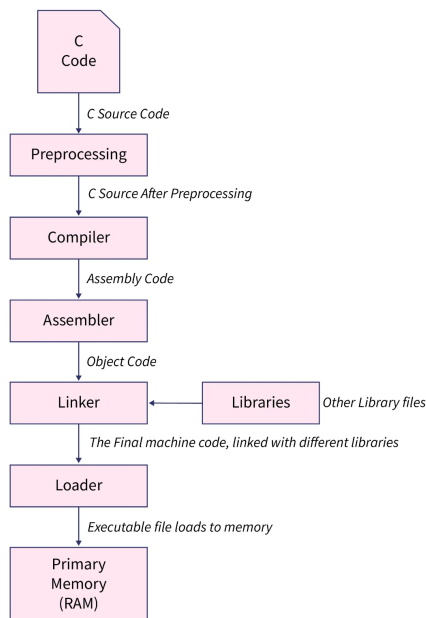 C
Code
C Source Code
Preprocessing
C Source After Preprocessing
Compiler
Assembly Code
Assembler
Object Code
Linker
Libraries
Other Library files
The Final machine code, linked with different libraries
Loader
Executable file loads to memory
Primary
Memory
(RAM)